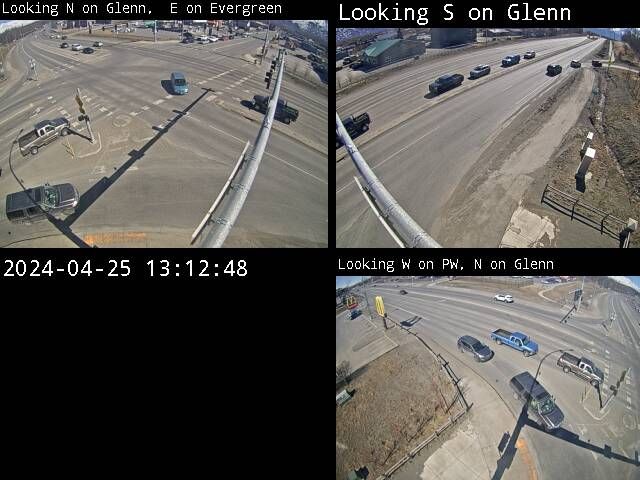 Looking N on Glenn, E on Evergreen
Looking S on Glenn
2024-04-25 13:12:48
Looking W on PW, N on Glenn